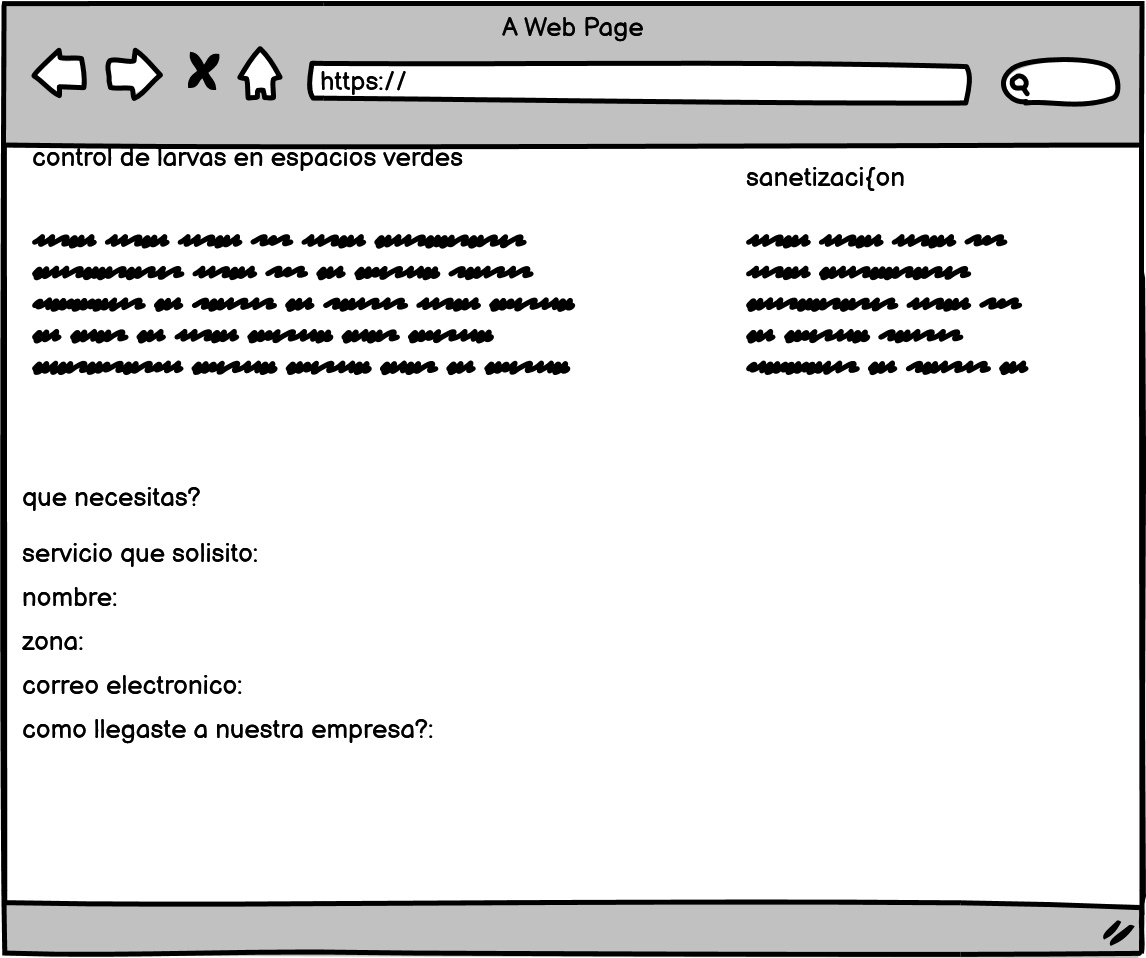 A Web Page
https://
control de larvas en espacios verdes
sanetizaci{on
que necesitas?
servicio que solisito:
nombre:
zona:
correo electronico:
como llegaste a nuestra empresa?: